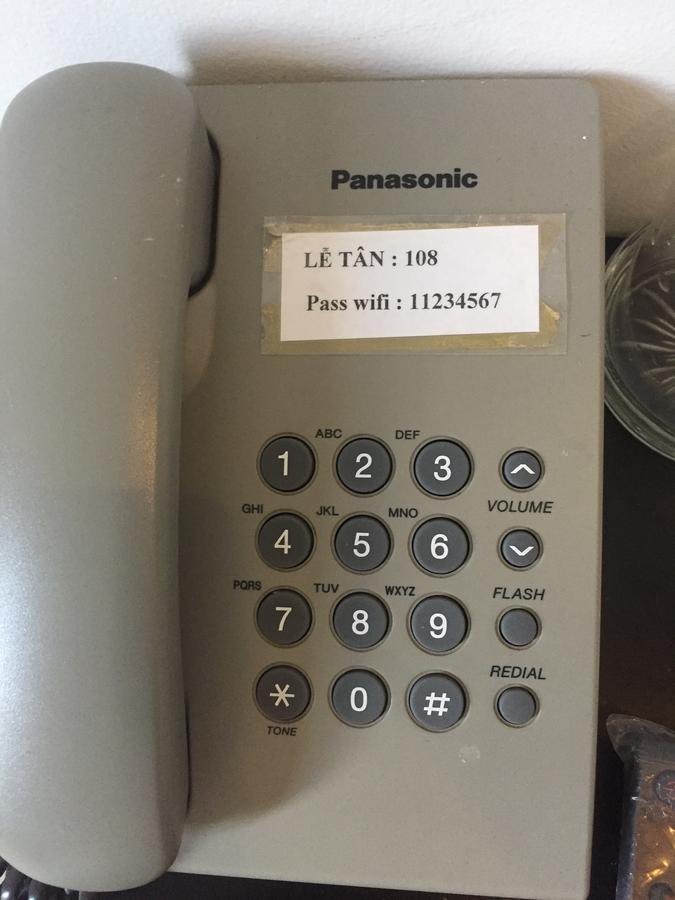 Panasonic
LỄ TÂN : 108
Pass wifi : 11234567
ABC DEF
1 2 3
VOLUME
GHI JKL MNO
4 5 6
FLASH
PQRS TUV WXYZ
7 8 9
REDIAL
* 0 #
TONE